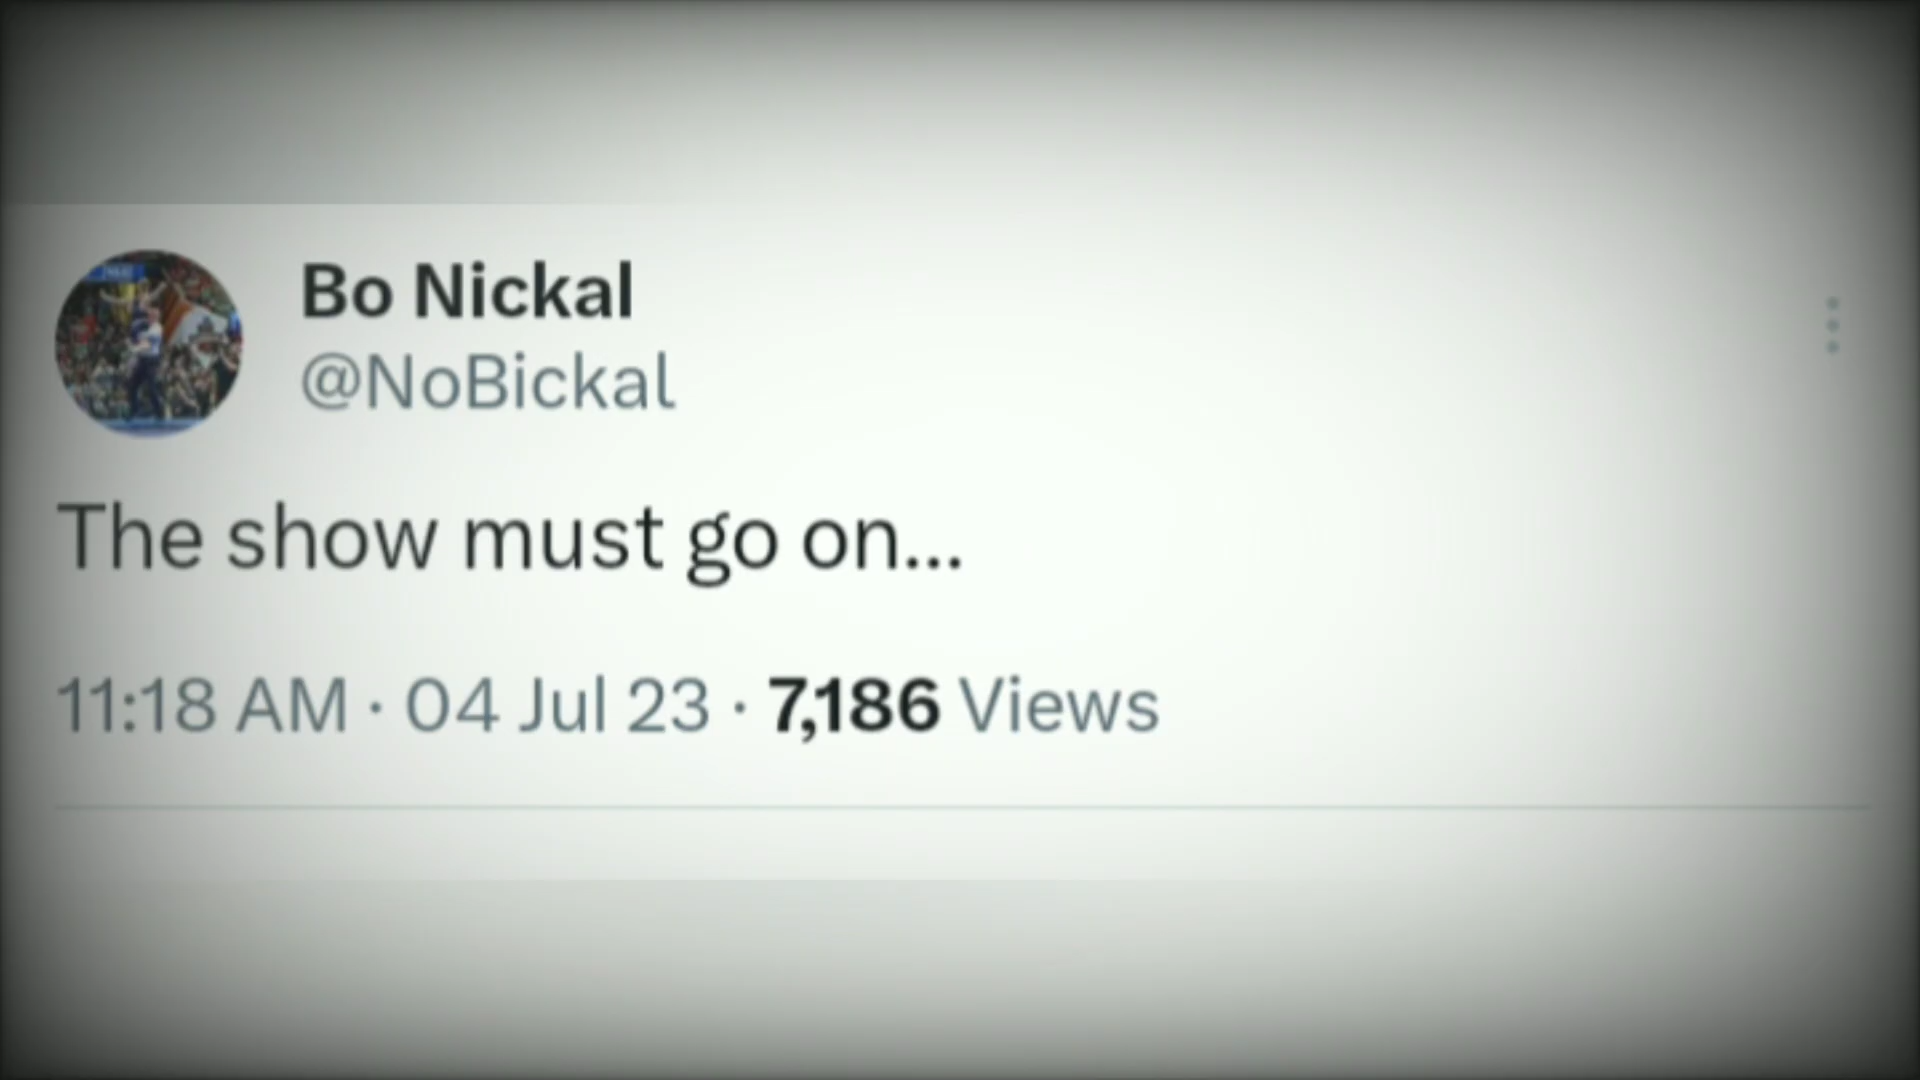 Bo Nickal
@NoBickal
The show must go on...
11:18 AM · 04 Jul 23 · 7,186 Views